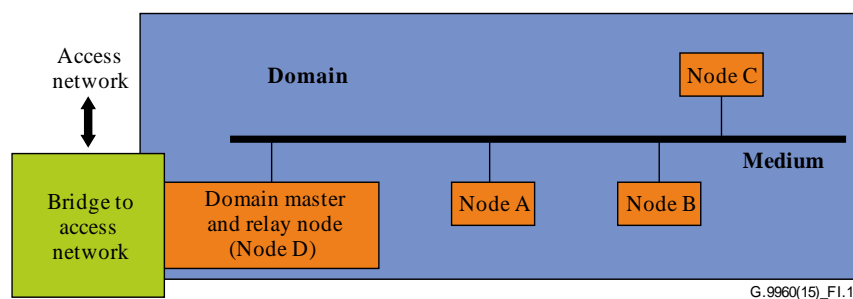 Access
network
Domain
Node C
Medium
Bridge to
access
network
Domain master
and relay node
(Node D)
Node A
Node B
G.9960(15)_FI.1